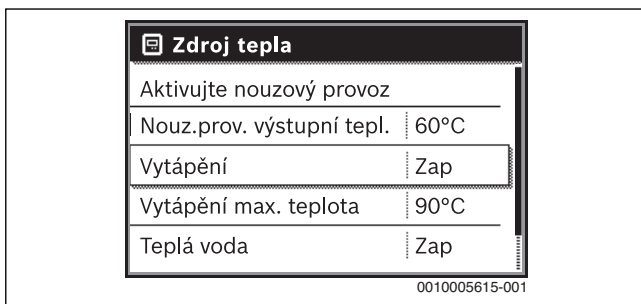 Zdroj tepla
Aktivujte nouzový provoz
Nouz.prov. výstupní tepl. 60°C
Vytápění Zap
Vytápění max. teplota 90°C
Teplá voda Zap
0010005615-001